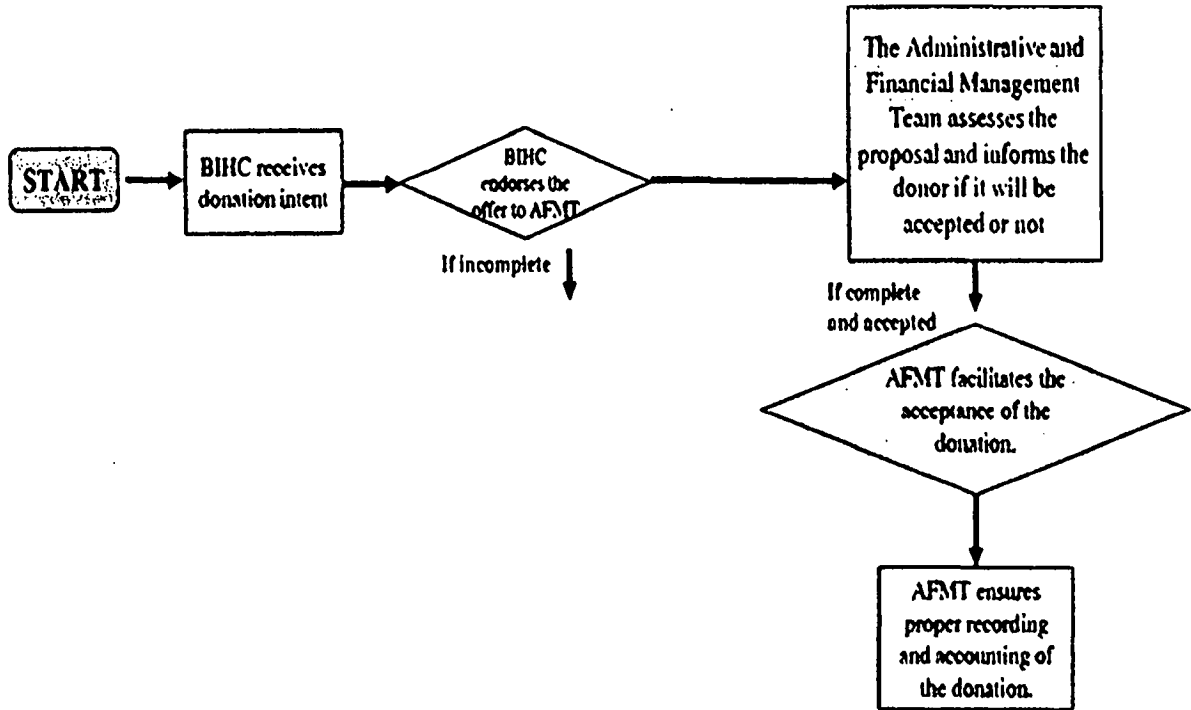 START
BIHC receives
donation intent
BIHC
endorses the
offer to AFMT
If incomplete
The Administrative and
Financial Management
Team assesses the
proposal and informs the
donor if it will be
accepted or not
If complete
and accepted
AFMT facilitates the
acceptance of the
donation.
AFMT ensures
proper recording
and accounting of
the donation.